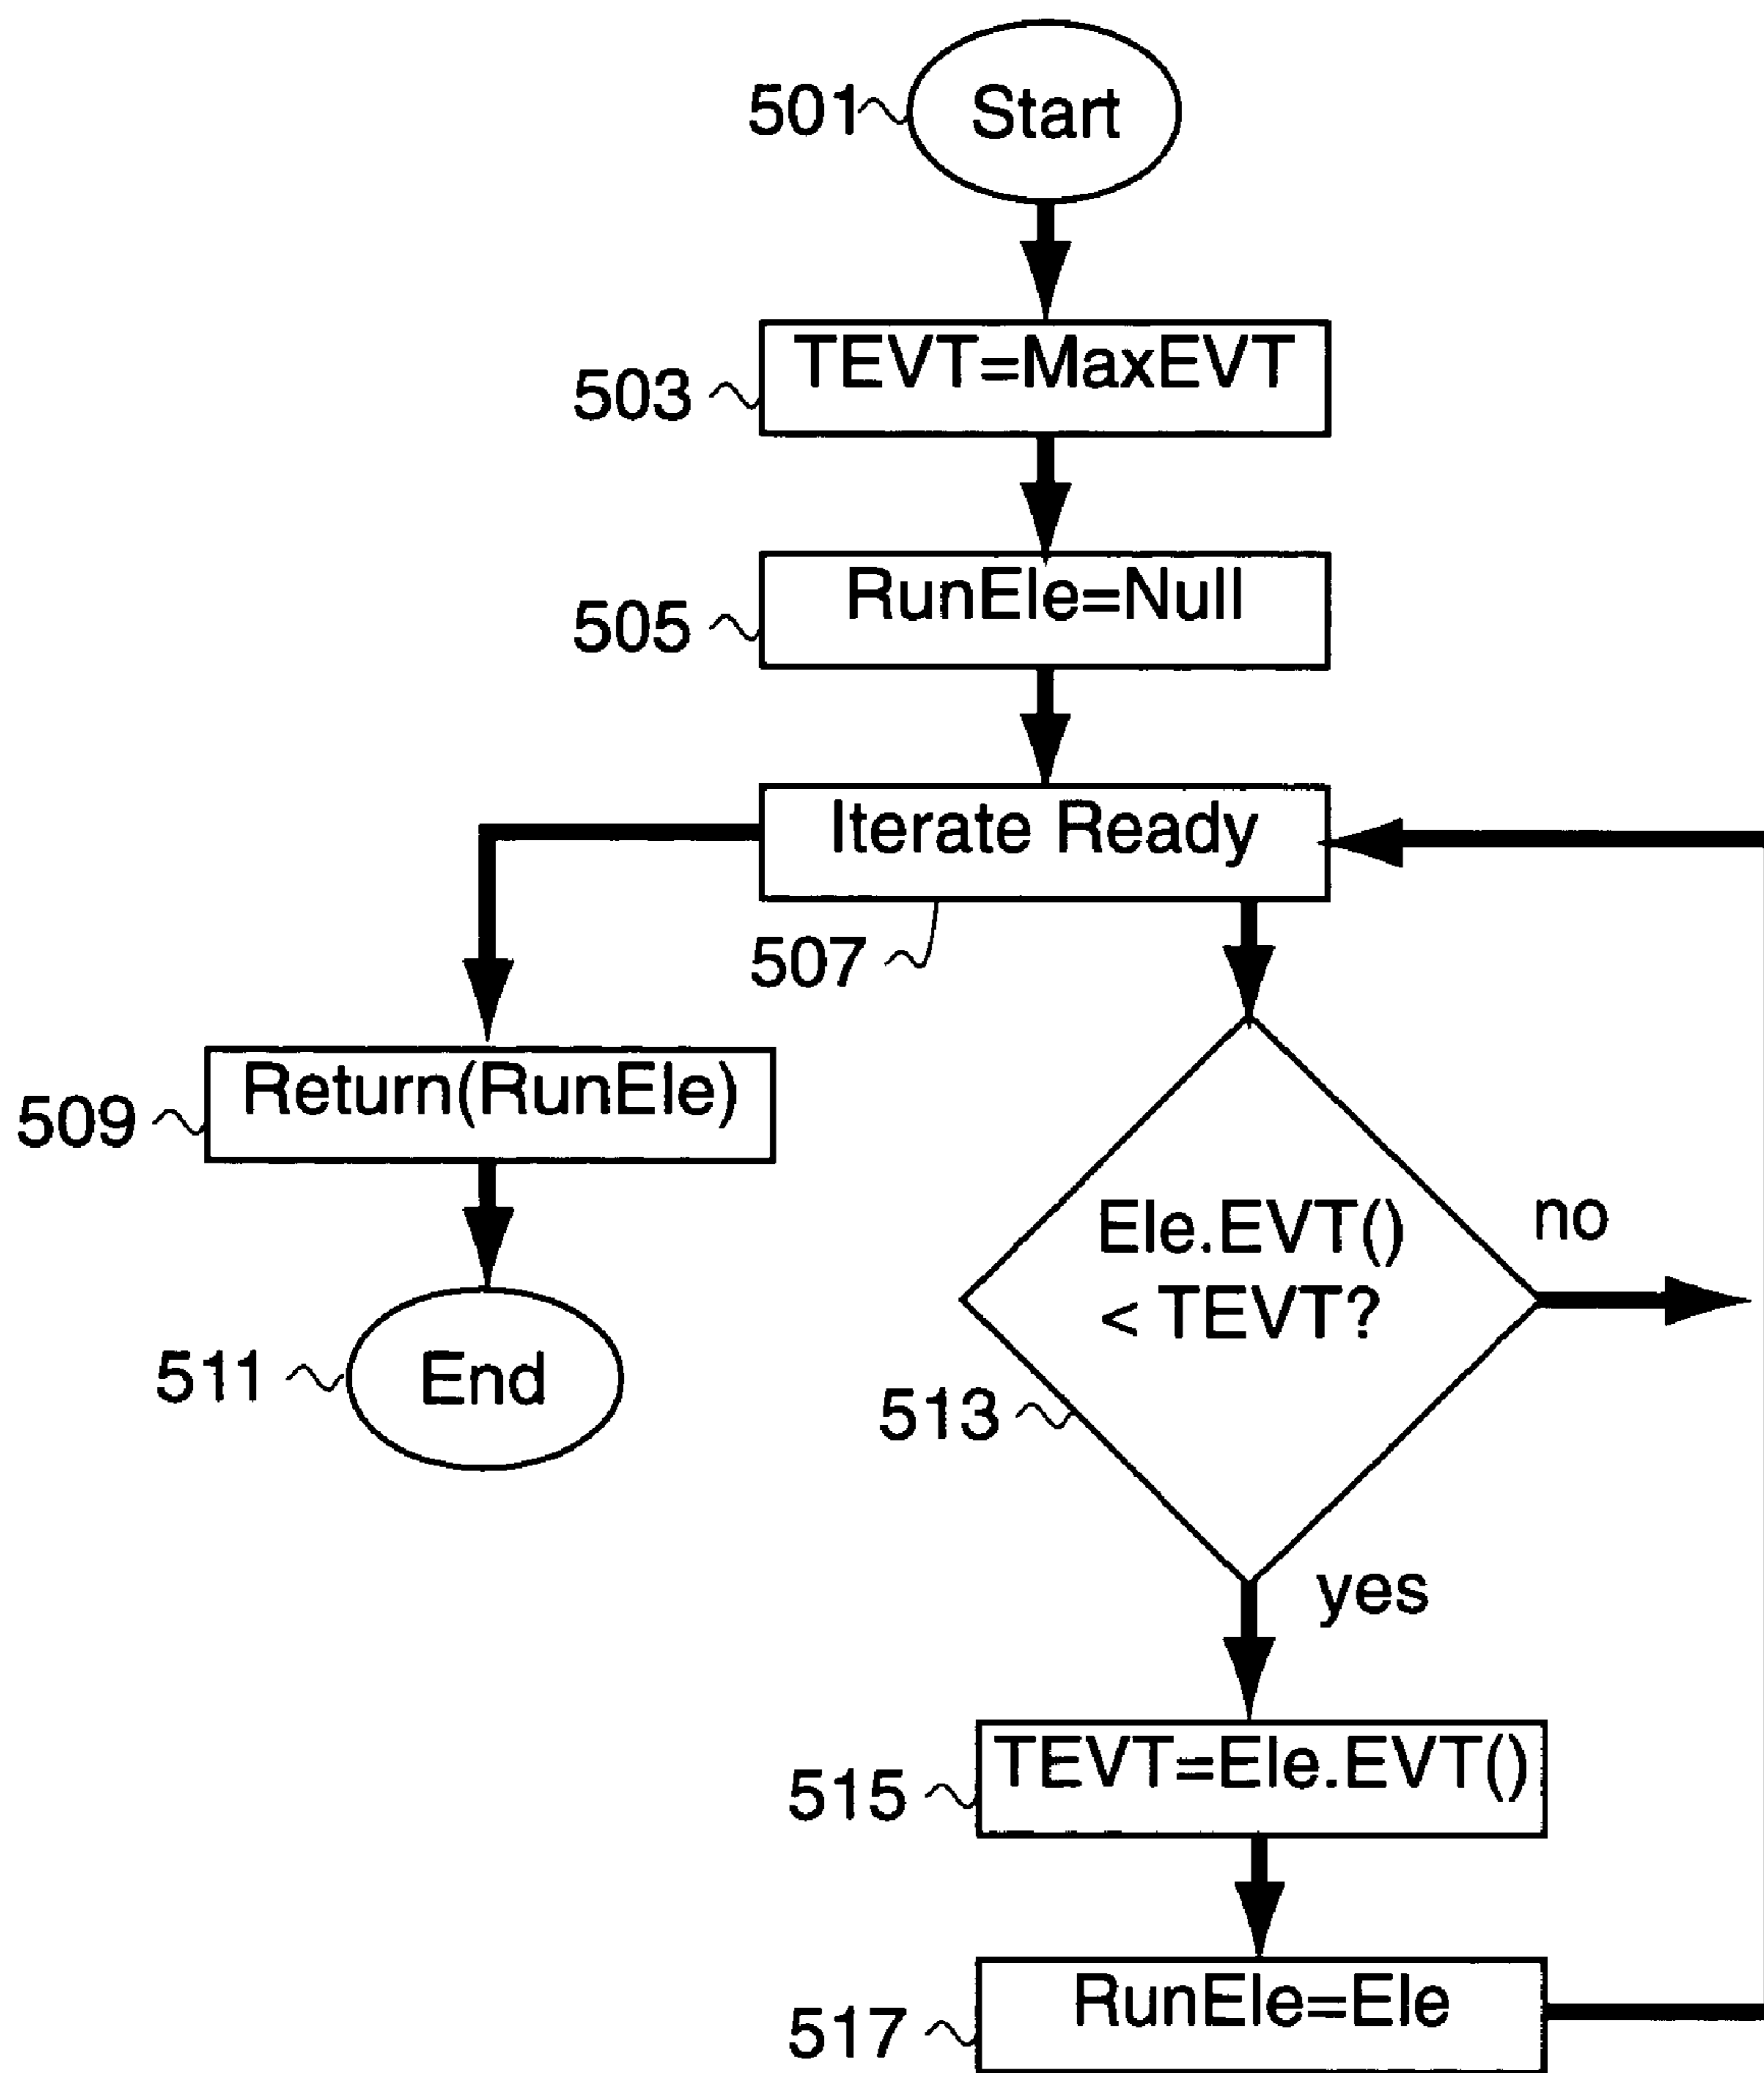 501
Start
503
TEVT=MaxEVT
505
RunEle=Null
Iterate Ready
507
509
Return(RunEle)
511
End
Ele.EVT()
< TEVT?
no
513
yes
515
TEVT=Ele.EVT()
517
RunEle=Ele